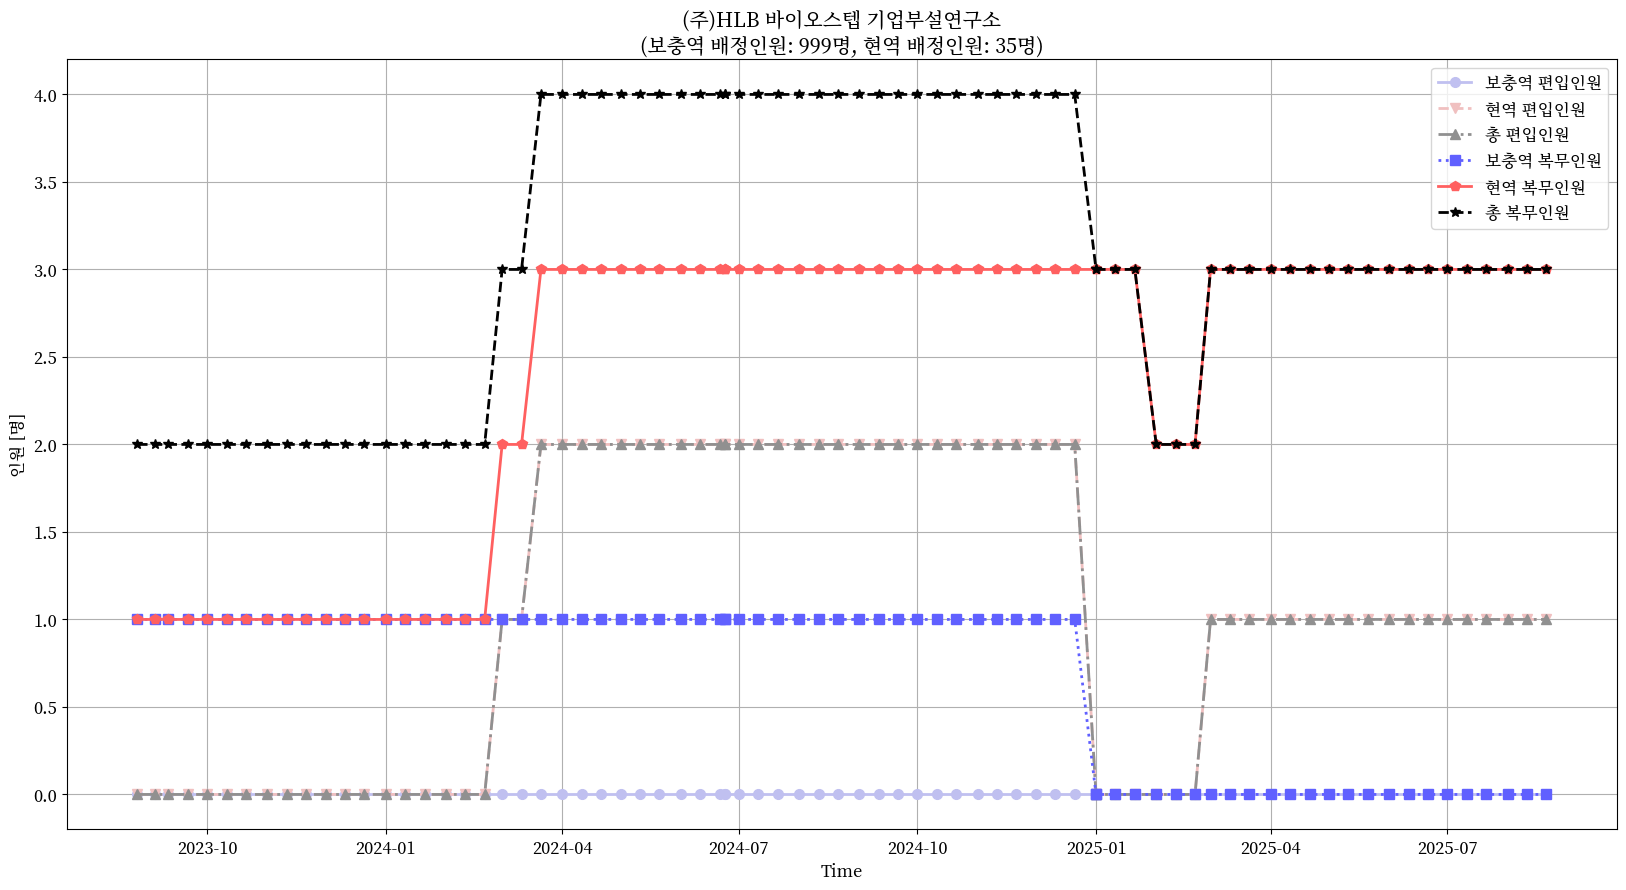 (주)HLB 바이오스텝 기업부설연구소
(보충역 배정인원: 999명, 현역 배정인원: 35명)
보충역 편입인원
현역 편입인원
총 편입인원
보충역 복무인원
현역 복무인원
총 복무인원
인원 [명]
4.0
3.5
3.0
2.5
2.0
1.5
1.0
0.5
0.0
2023-10
2024-01
2024-04
2024-07
2024-10
2025-01
2025-04
2025-07
Time